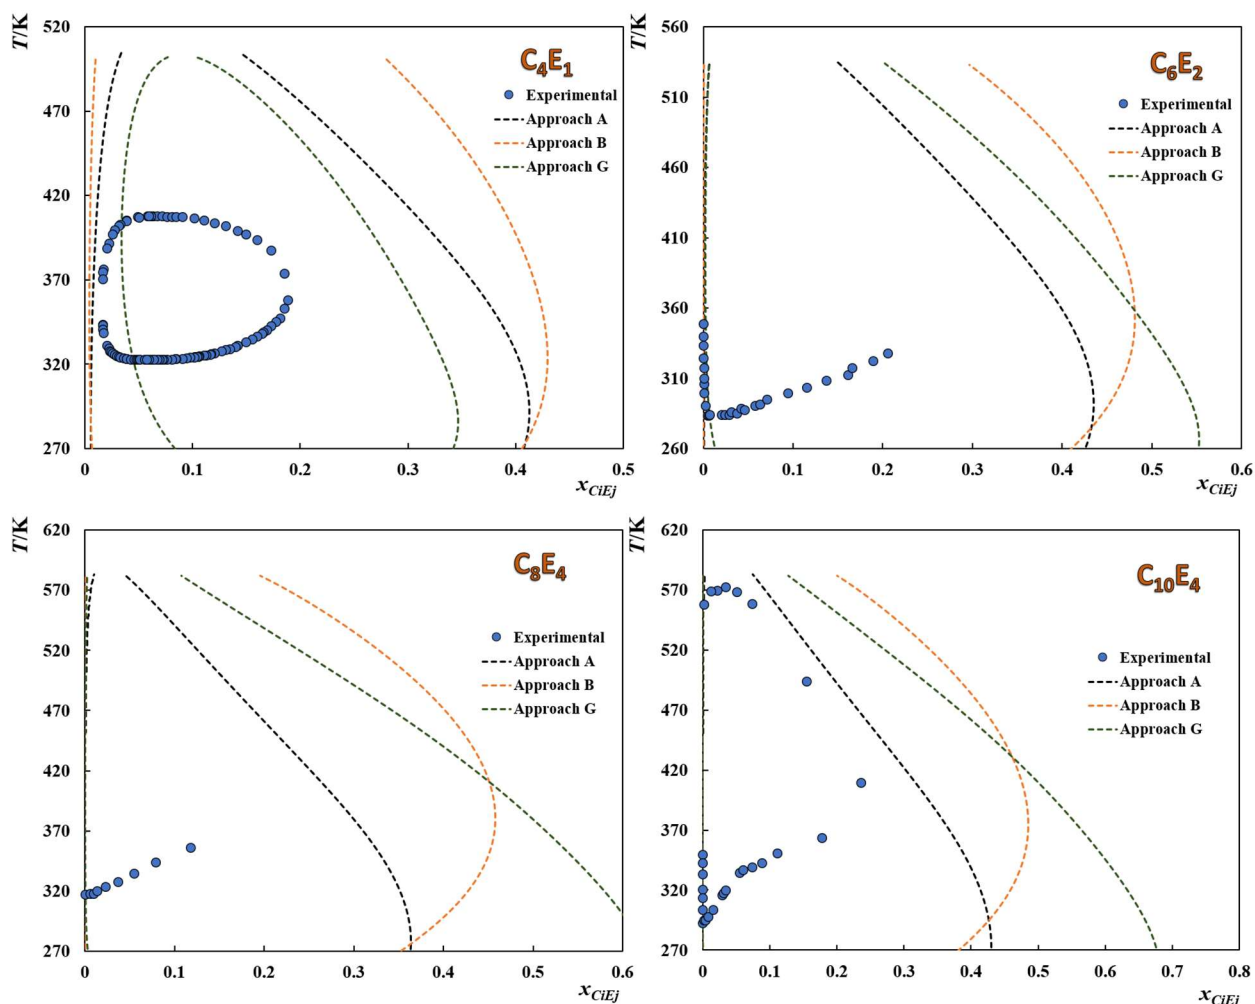 T/K
520
470
420
370
320
270
0
0.1
0.2
0.3
0.4
0.5
xCiEj
C4E1
Experimental
Approach A
Approach B
Approach G
T/K
560
510
460
410
360
310
260
0
0.1
0.2
0.3
0.4
0.5
0.6
xCiEj
C6E2
Experimental
Approach A
Approach B
Approach G
T/K
620
570
520
470
420
370
320
270
0
0.1
0.2
0.3
0.4
0.5
0.6
xCiEj
C8E4
Experimental
Approach A
Approach B
Approach G
T/K
620
570
520
470
420
370
320
270
0
0.1
0.2
0.3
0.4
0.5
0.6
0.7
0.8
xCiEj
C10E4
Experimental
Approach A
Approach B
Approach G